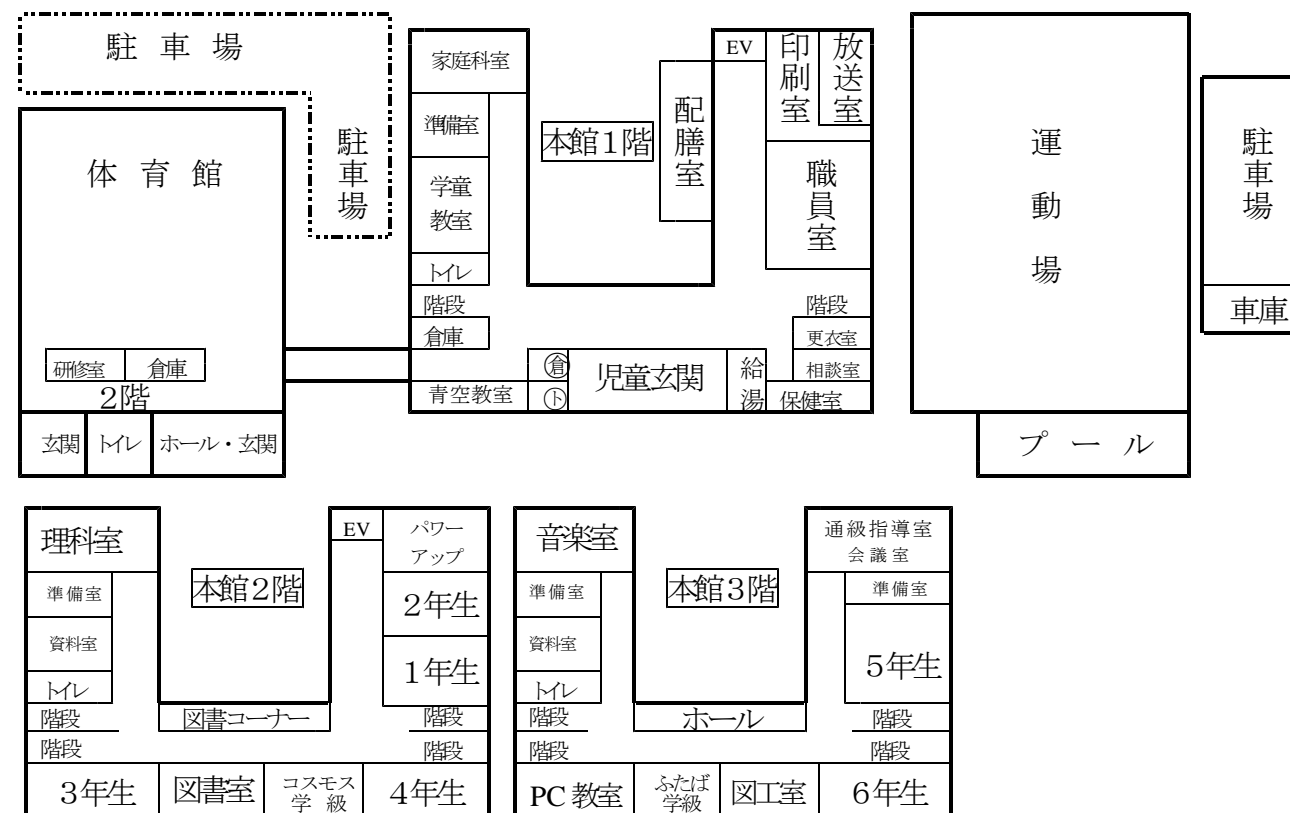 駐 車 場
駐車場
体 育 館
研修室
倉庫
2階
玄関
トイレ
ホール・玄関
家庭科室
準備室
学童
教室
トイレ
階段
倉庫
青空教室
本館1階
配膳室
EV
印刷室
放送室
職員室
階段
更衣室
相談室
保健室
給湯
児童玄関
倉
ト
運動場
プ ー ル
駐車場
車庫
理科室
準備室
資料室
トイレ
階段
階段
3年生
図書室
コスモス
学 級
4年生
本館2階
図書コーナー
EV
パワー
アップ
2年生
1年生
階段
階段
音楽室
準備室
資料室
トイレ
階段
階段
PC教室
ふたば
学級
図工室
6年生
本館3階
ホール
通級指導室
会議室
準備室
5年生
階段
階段